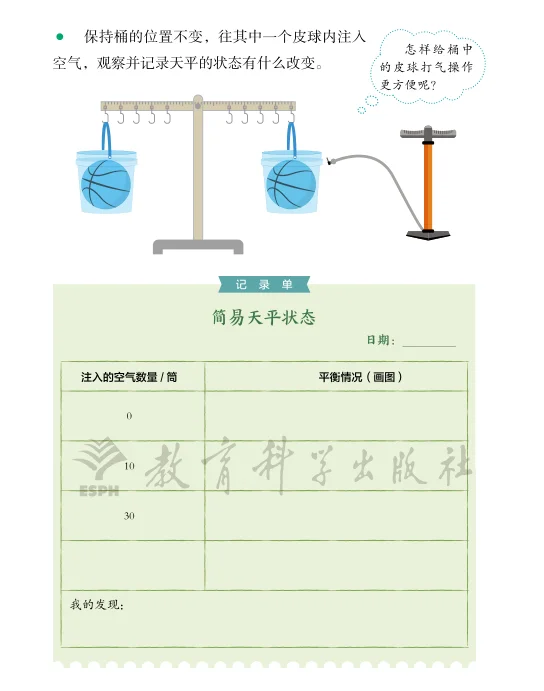 ● 保持桶的位置不变，往其中一个皮球内注入
空气，观察并记录天平的状态有什么改变。
怎样给桶中
的皮球打气操作
更方便呢？
记 录 单
简易天平状态
日期：________
注入的空气数量 / 筒 平衡情况（画图）
0
10
ESPH 教育科学出版社
30
我的发现：